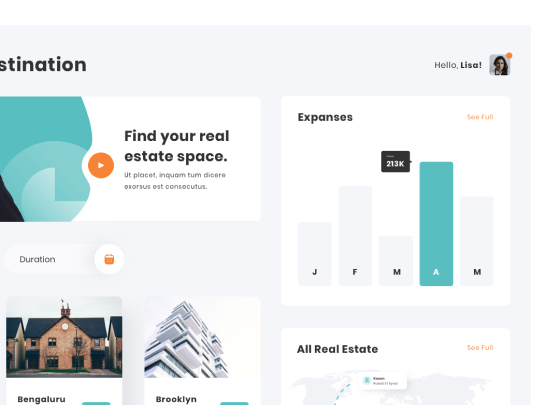 stination
Hello, Lisa!
Find your real
estate space.
Ut placet, inquam tum dicere
exorsus est consecutus.
Duration
Bengaluru
Brooklyn
Expanses
See Full
213K
J F M A M
All Real Estate
See Full